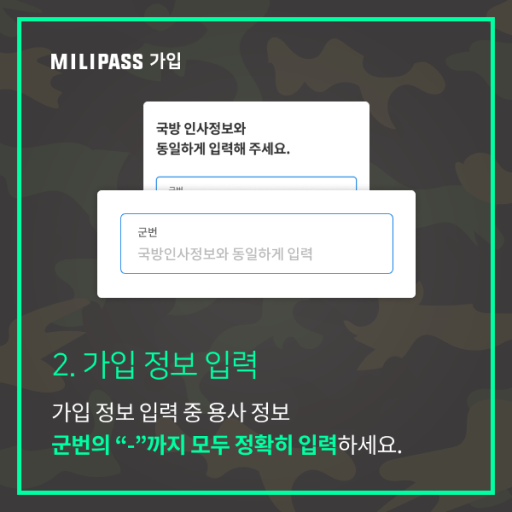 MILIPASS 가입
국방 인사정보와
동일하게 입력해 주세요.
군번
국방인사정보와 동일하게 입력
2. 가입 정보 입력
가입 정보 입력 중 용사 정보
군번의 “-”까지 모두 정확히 입력하세요.